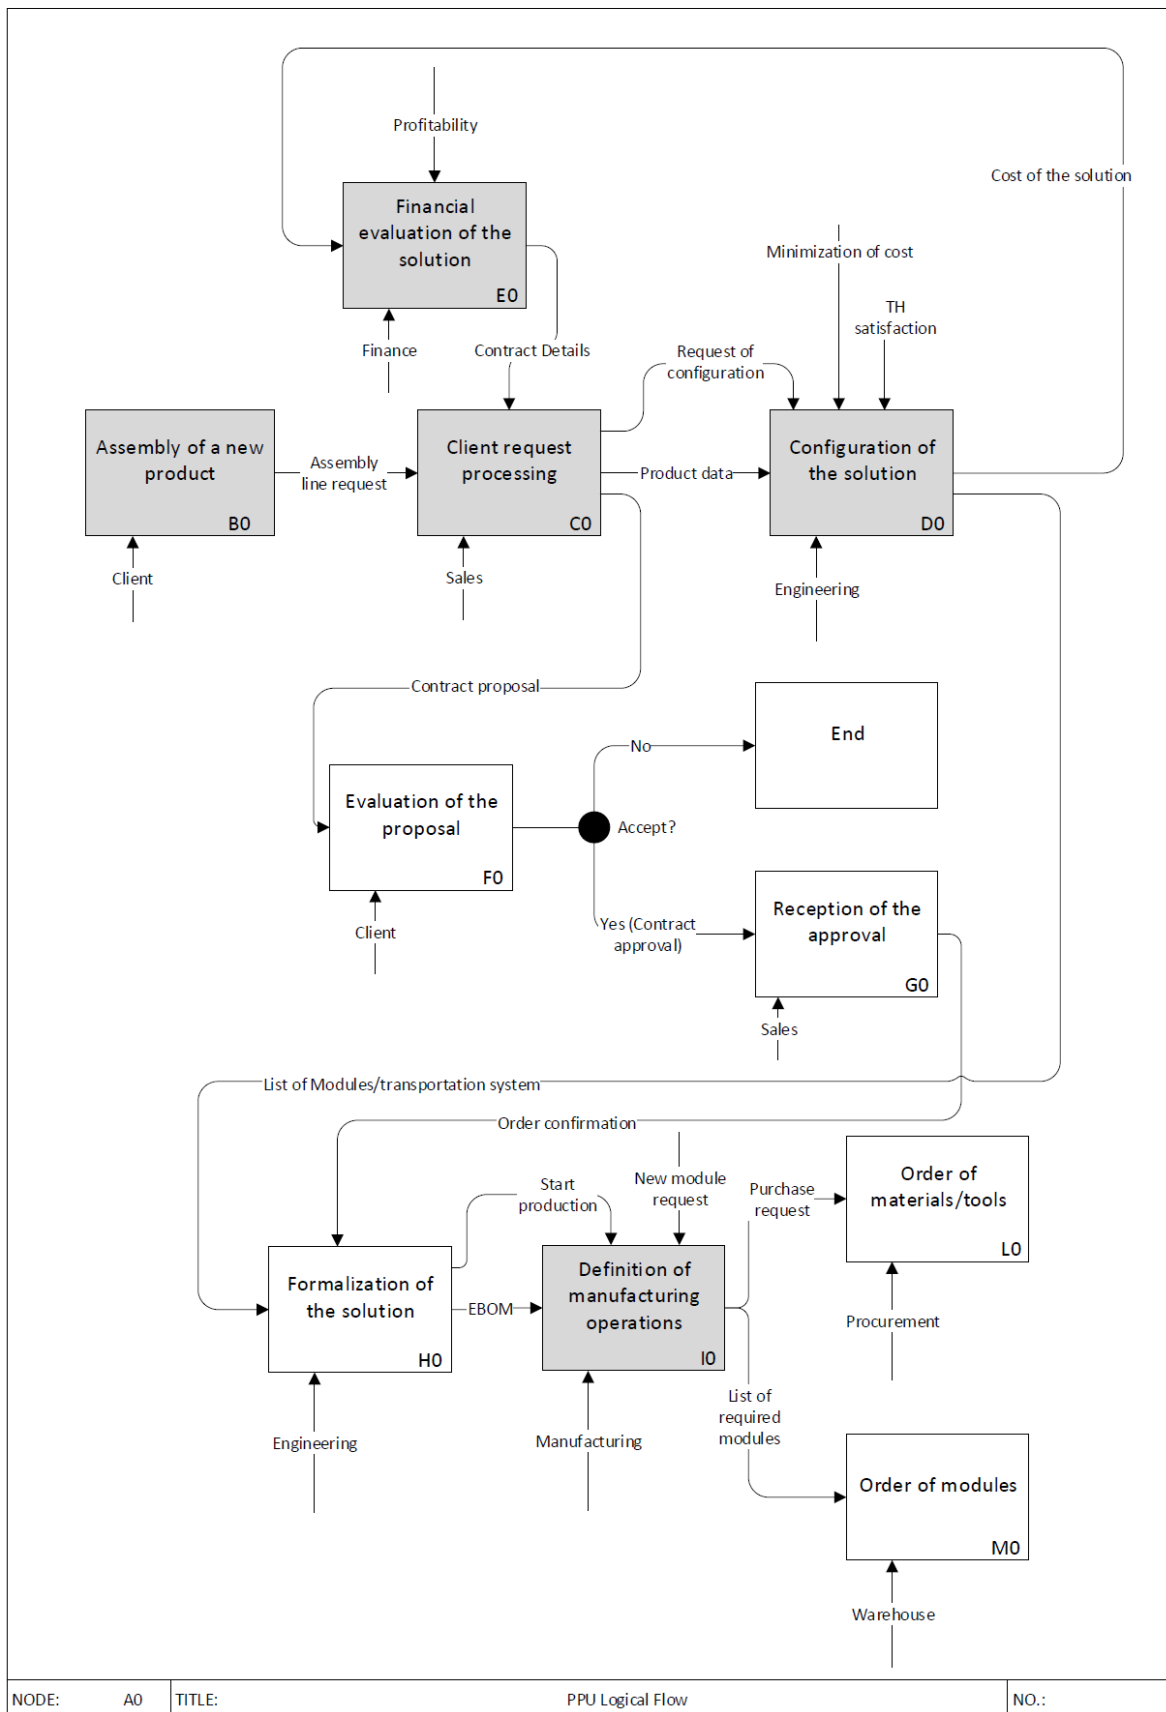 Profitability
Cost of the solution
Financial
evaluation of the
solution
E0
Minimization of cost
TH
satisfaction
Finance
Contract Details
Request of
configuration
Assembly of a new
product
B0
Assembly
line request
Client request
processing
C0
Product data
Configuration of
the solution
D0
Client
Sales
Engineering
Contract proposal
End
No
Evaluation of the
proposal
F0
Accept?
Client
Yes (Contract
approval)
Reception of the
approval
G0
Sales
List of Modules/transportation system
Order confirmation
Start
production
New module
request
Purchase
request
Order of
materials/tools
L0
Formalization of
the solution
H0
EBOM
Definition of
manufacturing
operations
I0
Procurement
Engineering
Manufacturing
List of
required
modules
Order of modules
M0
Warehouse
NODE: A0 TITLE: PPU Logical Flow NO.: